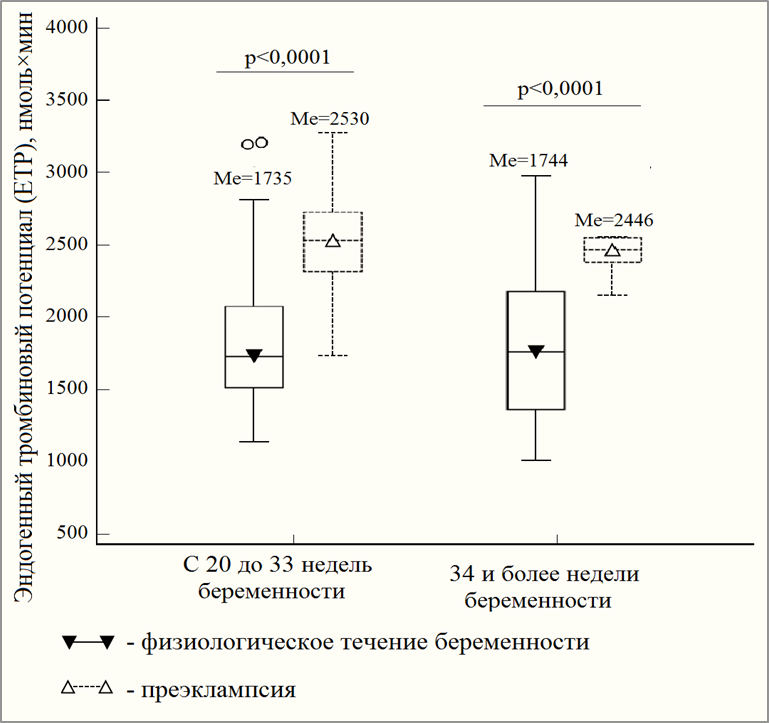 Эндогенный тромбиновый потенциал (ETP), нмоль×мин
4000
3500
3000
2500
2000
1500
1000
500
p<0,0001
Me=2530
Me=1735
p<0,0001
Me=1744
Me=2446
С 20 до 33 недель
беременности
34 и более недели
беременности
- физиологическое течение беременности
- преэклампсия